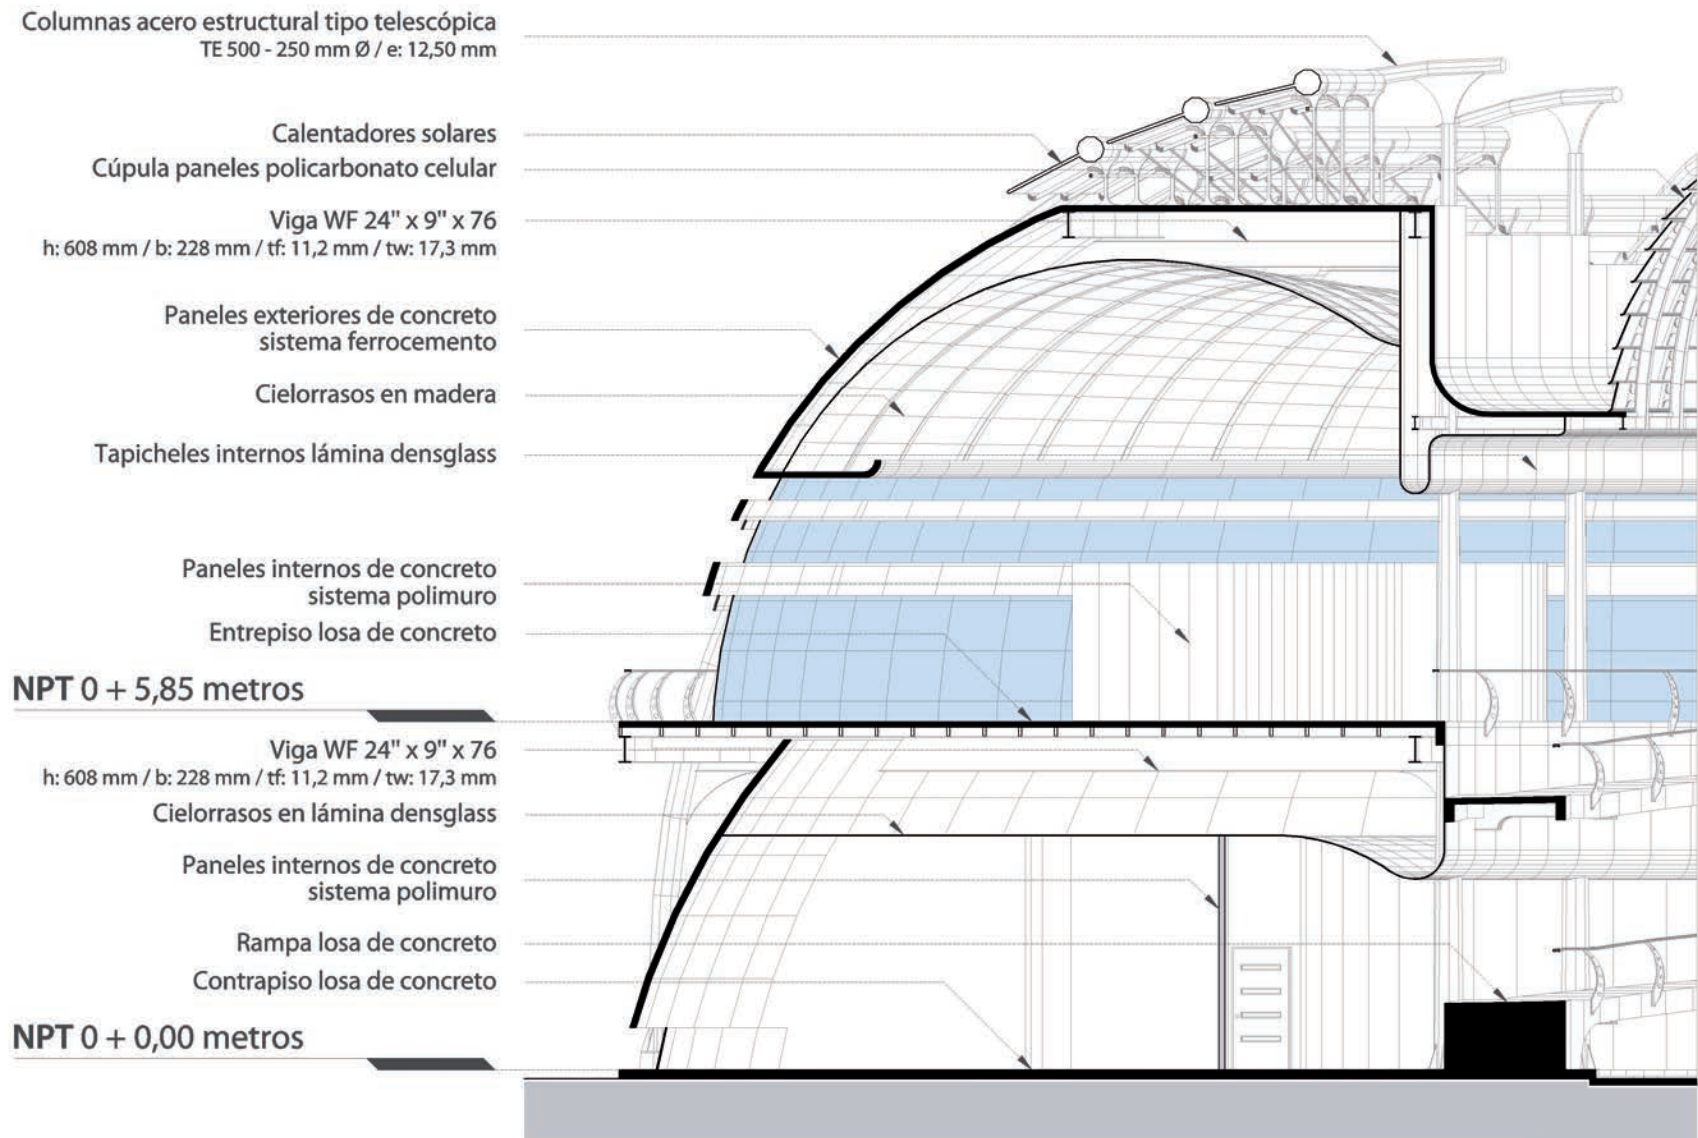 Columnas acero estructural tipo telescópica
TE 500 - 250 mm Ø / e: 12,50 mm
Calentadores solares
Cúpula paneles policarbonato celular
Viga WF 24" x 9" x 76
h: 608 mm / b: 228 mm / tf: 11,2 mm / tw: 17,3 mm
Paneles exteriores de concreto
sistema ferrocemento
Cielorrasos en madera
Tapicheles internos lámina densglass
Paneles internos de concreto
sistema polimuro
Entrepiso losa de concreto
NPT 0 + 5,85 metros
Viga WF 24" x 9" x 76
h: 608 mm / b: 228 mm / tf: 11,2 mm / tw: 17,3 mm
Cielorrasos en lámina densglass
Paneles internos de concreto
sistema polimuro
Rampa losa de concreto
Contrapiso losa de concreto
NPT 0 + 0,00 metros